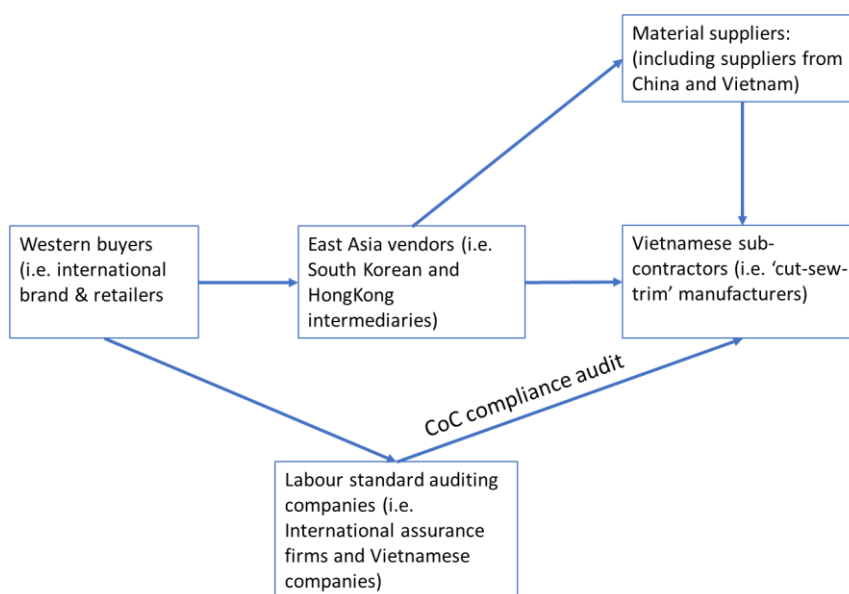 Material suppliers:
(including suppliers from
China and Vietnam)
Western buyers
(i.e. international
brand & retailers
East Asia vendors (i.e.
South Korean and
HongKong
intermediaries)
Vietnamese sub-
contractors (i.e. ‘cut-sew-
trim’ manufacturers)
CoC compliance audit
Labour standard auditing
companies (i.e.
International assurance
firms and Vietnamese
companies)